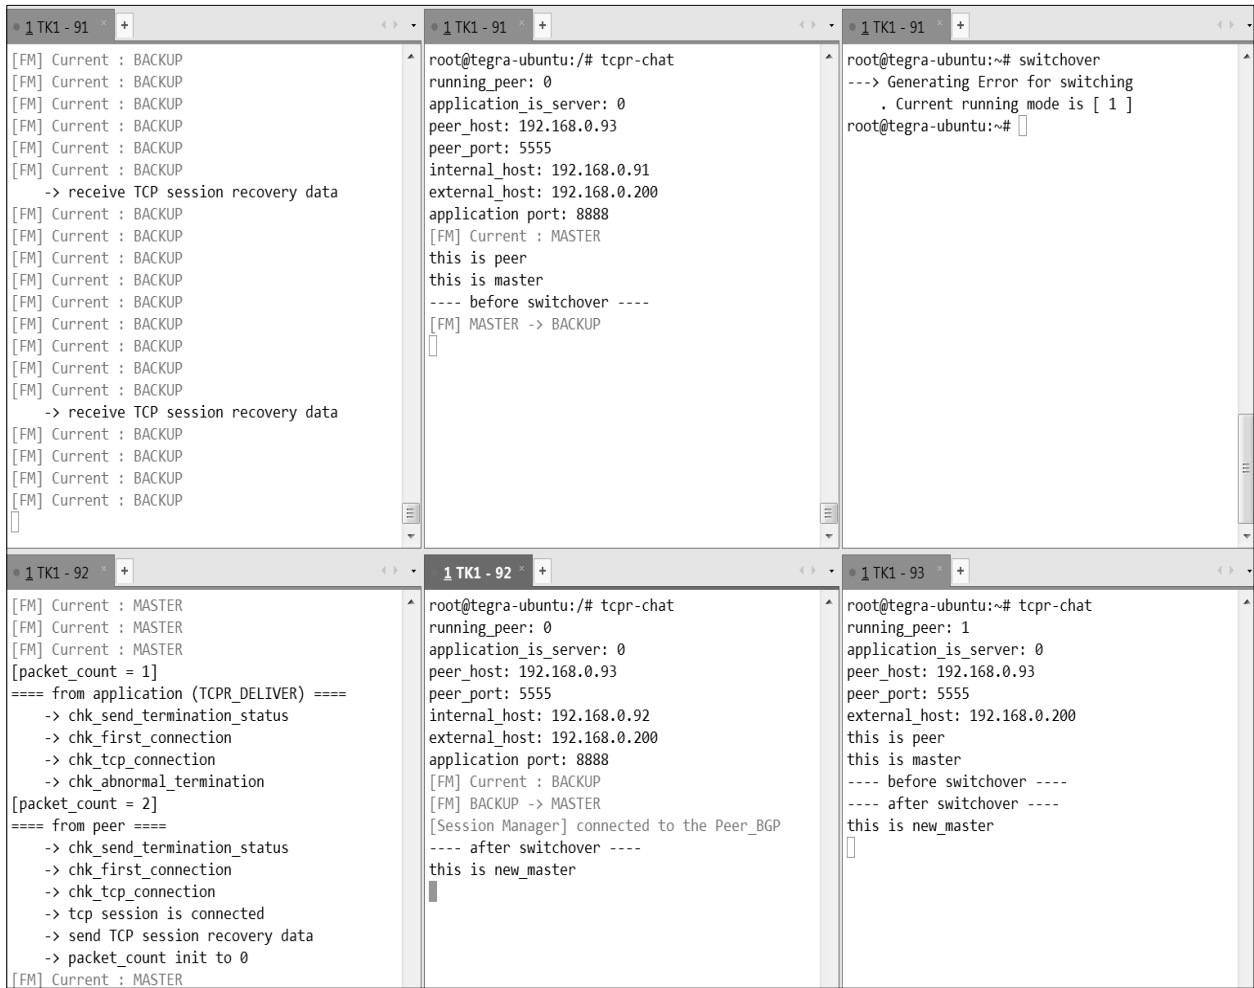 1 TK1 - 91 × +
[FM] Current : BACKUP
[FM] Current : BACKUP
[FM] Current : BACKUP
[FM] Current : BACKUP
[FM] Current : BACKUP
[FM] Current : BACKUP
-> receive TCP session recovery data
[FM] Current : BACKUP
[FM] Current : BACKUP
[FM] Current : BACKUP
[FM] Current : BACKUP
[FM] Current : BACKUP
[FM] Current : BACKUP
[FM] Current : BACKUP
[FM] Current : BACKUP
[FM] Current : BACKUP
-> receive TCP session recovery data
[FM] Current : BACKUP
[FM] Current : BACKUP
[FM] Current : BACKUP
[FM] Current : BACKUP
1 TK1 - 91 × +
root@tegra-ubuntu:/# tcpr-chat
running_peer: 0
application_is_server: 0
peer_host: 192.168.0.93
peer_port: 5555
internal_host: 192.168.0.91
external_host: 192.168.0.200
application port: 8888
[FM] Current : MASTER
this is peer
this is master
---- before switchover ----
[FM] MASTER -> BACKUP
1 TK1 - 91 × +
root@tegra-ubuntu:~# switchover
---> Generating Error for switching
. Current running mode is [ 1 ]
root@tegra-ubuntu:~#
1 TK1 - 92 × +
[FM] Current : MASTER
[FM] Current : MASTER
[FM] Current : MASTER
[packet_count = 1]
==== from application (TCPR_DELIVER) ====
-> chk_send_termination_status
-> chk_first_connection
-> chk_tcp_connection
-> chk_abnormal_termination
[packet_count = 2]
==== from peer ====
-> chk_send_termination_status
-> chk_first_connection
-> chk_tcp_connection
-> tcp session is connected
-> send TCP session recovery data
-> packet_count init to 0
[FM] Current : MASTER
1 TK1 - 92 × +
root@tegra-ubuntu:/# tcpr-chat
running_peer: 0
application_is_server: 0
peer_host: 192.168.0.93
peer_port: 5555
internal_host: 192.168.0.92
external_host: 192.168.0.200
application port: 8888
[FM] Current : BACKUP
[FM] BACKUP -> MASTER
[Session Manager] connected to the Peer_BGP
---- after switchover ----
this is new_master
1 TK1 - 93 × +
root@tegra-ubuntu:~# tcpr-chat
running_peer: 1
application_is_server: 0
peer_host: 192.168.0.93
peer_port: 5555
external_host: 192.168.0.200
this is peer
this is master
---- before switchover ----
---- after switchover ----
this is new_master